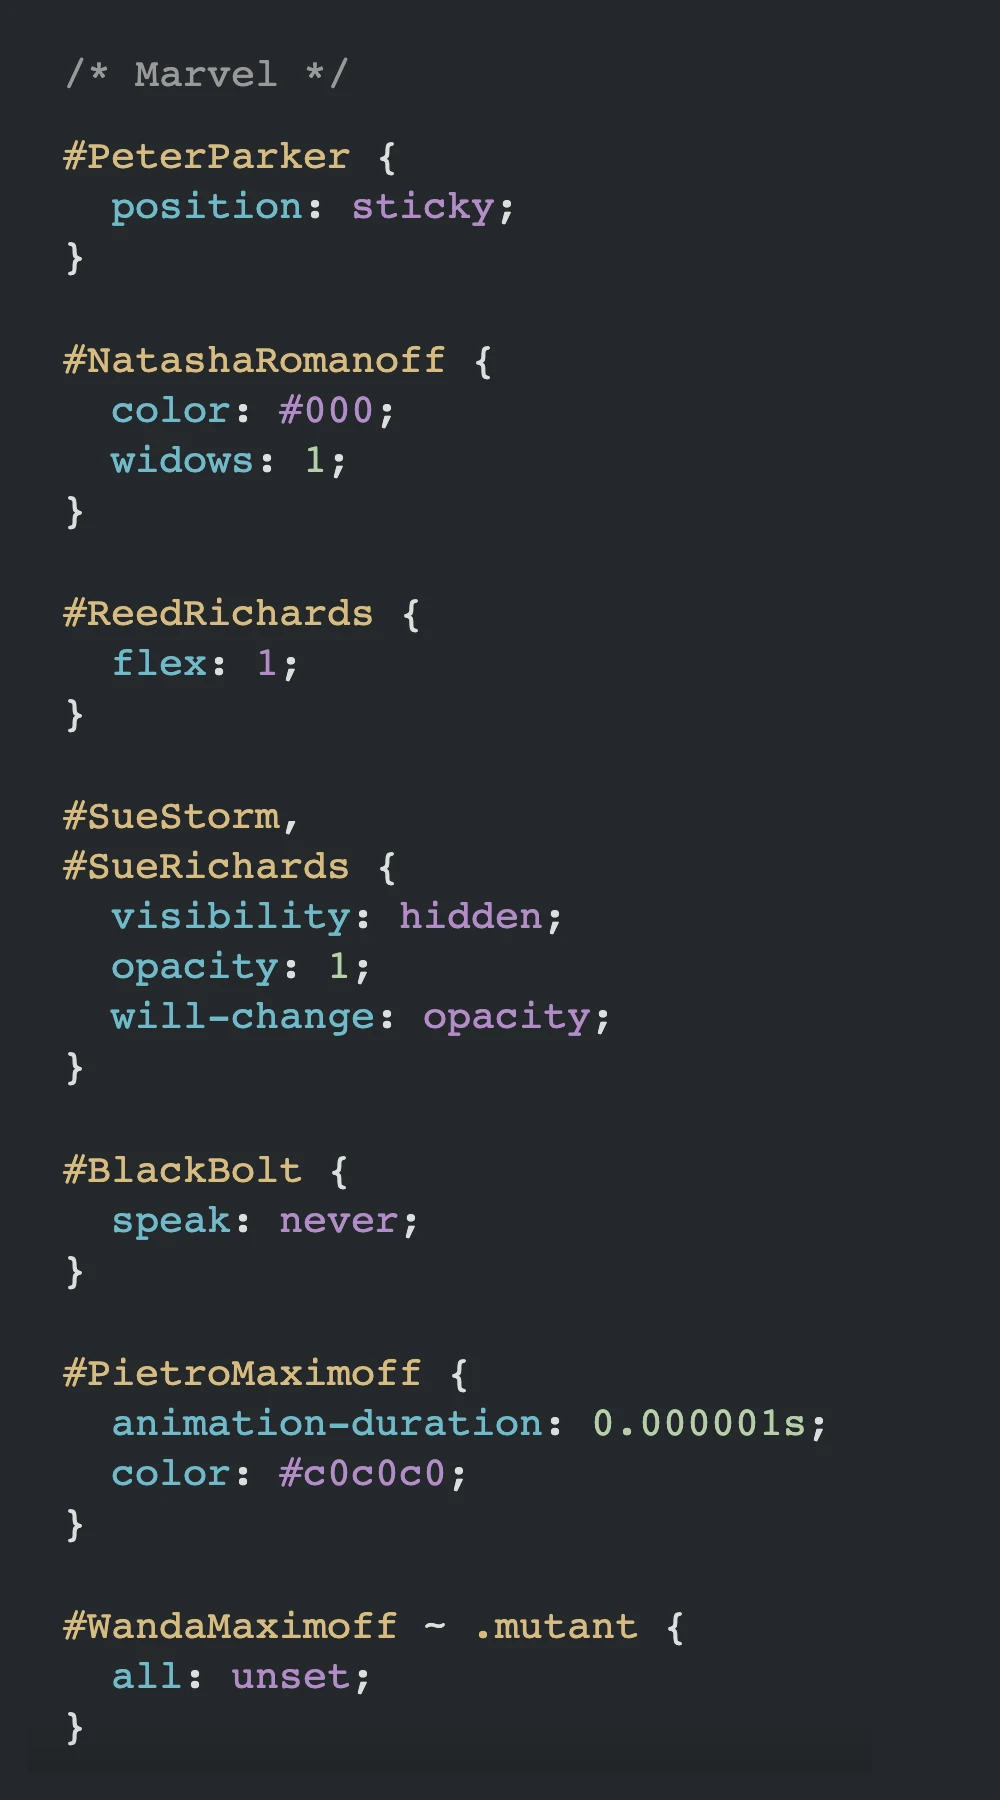 /* Marvel */
#PeterParker {
position: sticky;
}
#NatashaRomanoff {
color: #000;
widows: 1;
}
#ReedRichards {
flex: 1;
}
#SueStorm,
#SueRichards {
visibility: hidden;
opacity: 1;
will-change: opacity;
}
#BlackBolt {
speak: never;
}
#PietroMaximoff {
animation-duration: 0.000001s;
color: #c0c0c0;
}
#WandaMaximoff ~ .mutant {
all: unset;
}